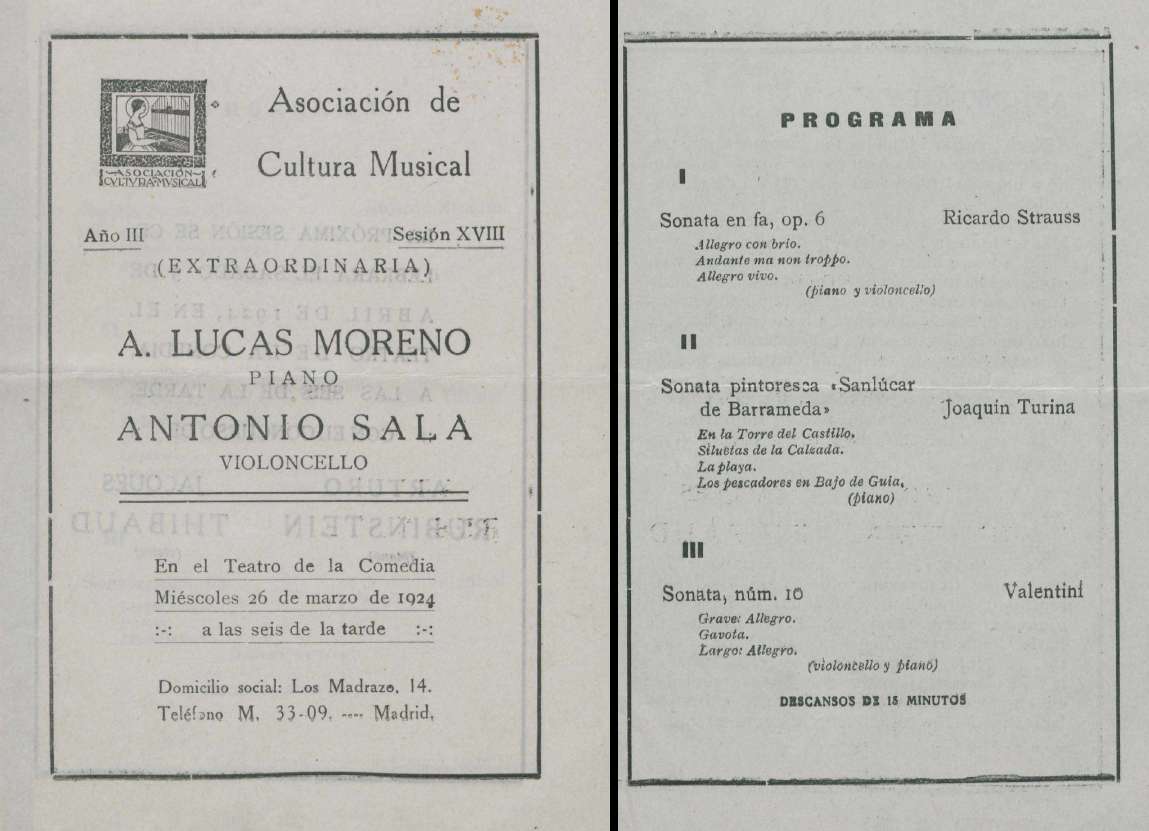 Asociación de
Cultura Musical
ASOCIACIÓN
CVLTVRA MVSICAL
Año III
Sesión XVIII
(EXTRAORDINARIA)
A. LUCAS MORENO
PIANO
ANTONIO SALA
VIOLONCELLO
En el Teatro de la Comedia
Miéscoles 26 de marzo de 1924
:-: a las seis de la tarde :-:
Domicilio social: Los Madrazo, 14.
Teléfono M. 33-09. ---- Madrid.
PROGRAMA
I
Sonata en fa, op. 6 Ricardo Strauss
Allegro con brio.
Andante ma non troppo.
Allegro vivo.
(piano y violoncello)
II
Sonata pintoresca «Sanlúcar
de Barrameda» Joaquín Turina
En la Torre del Castillo.
Siluetas de la Calzada.
La playa.
Los pescadores en Bajo de Guía.
(piano)
III
Sonata, núm. 10 Valentini
Grave: Allegro.
Gavota.
Largo: Allegro.
(violoncello y piano)
DESCANSOS DE 15 MINUTOS